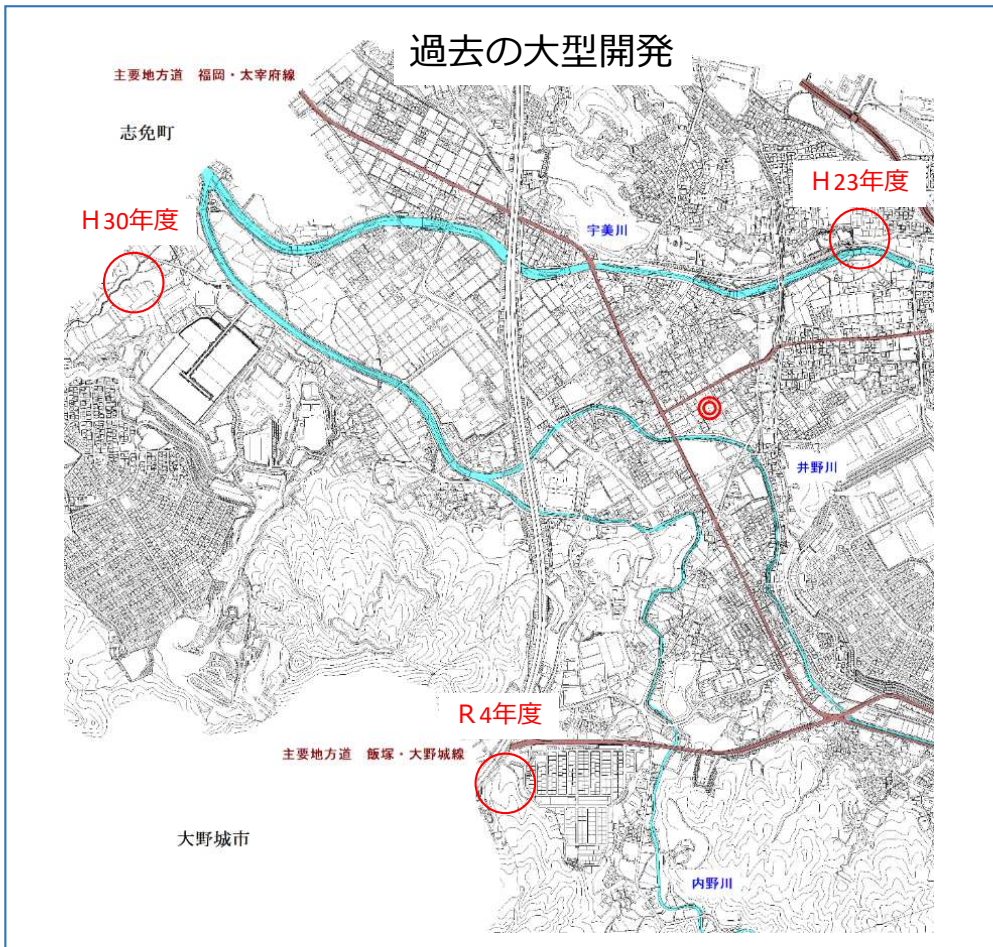 過去の大型開発
主要地方道 福岡・太宰府線
志免町
H23年度
H30年度
宇美川
井野川
R4年度
主要地方道 飯塚・大野城線
大野城市
内野川